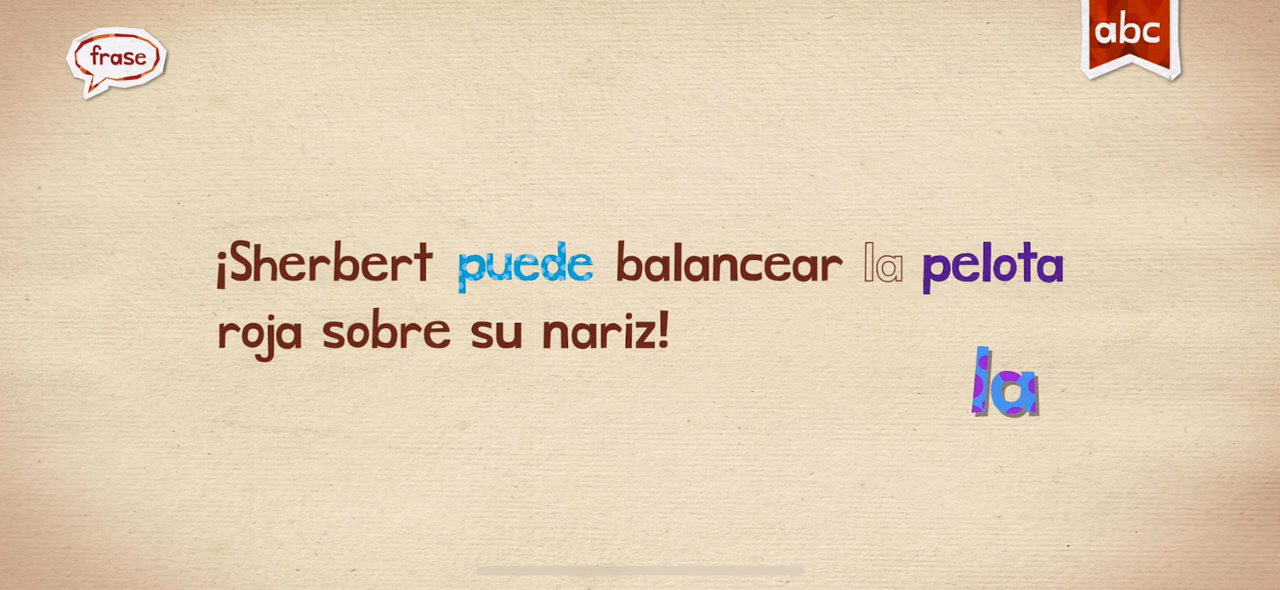 frase
abc
¡Sherbert puede balancear la pelota
roja sobre su nariz!
la